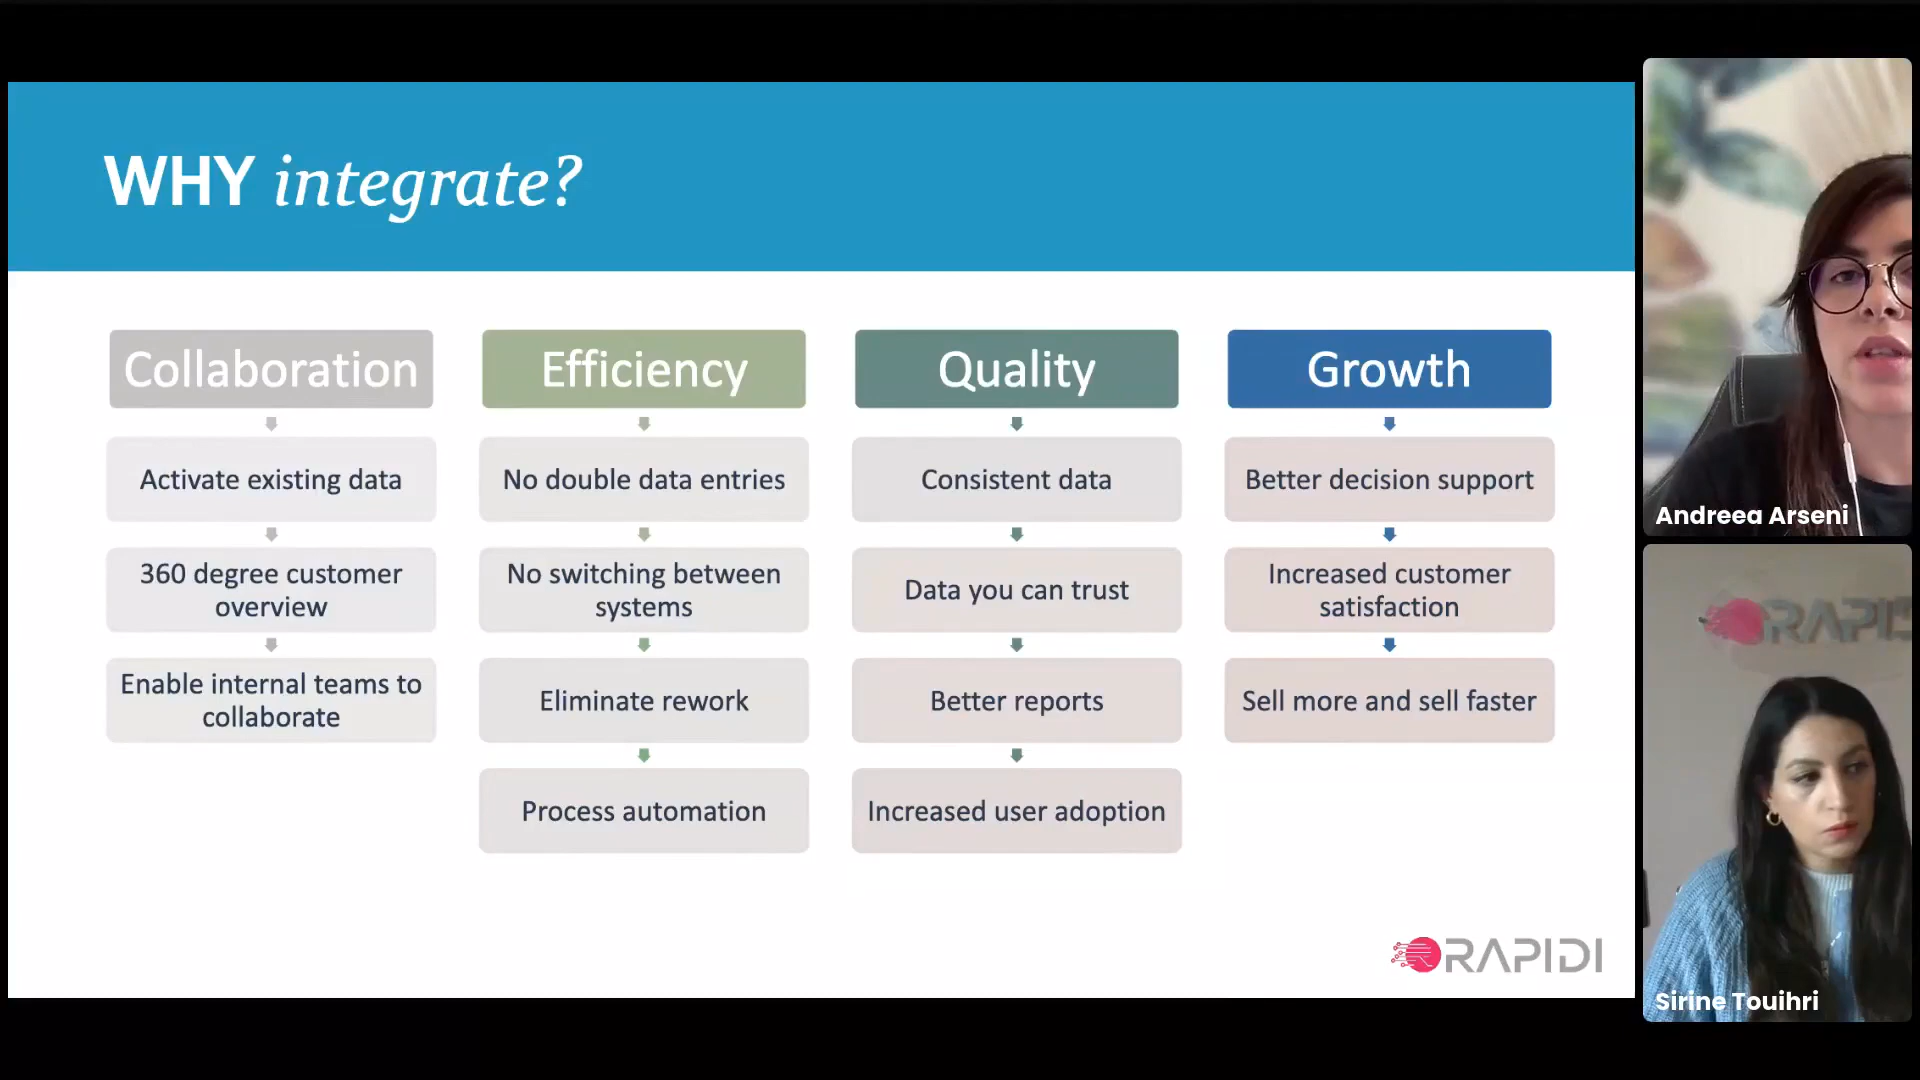 WHY integrate?
Collaboration
Activate existing data
360 degree customer
overview
Enable internal teams to
collaborate
Efficiency
No double data entries
No switching between
systems
Eliminate rework
Process automation
Quality
Consistent data
Data you can trust
Better reports
Increased user adoption
Growth
Better decision support
Increased customer
satisfaction
Sell more and sell faster
RAPIDI
Andreea Arseni
RAPID
Sirine Touihri